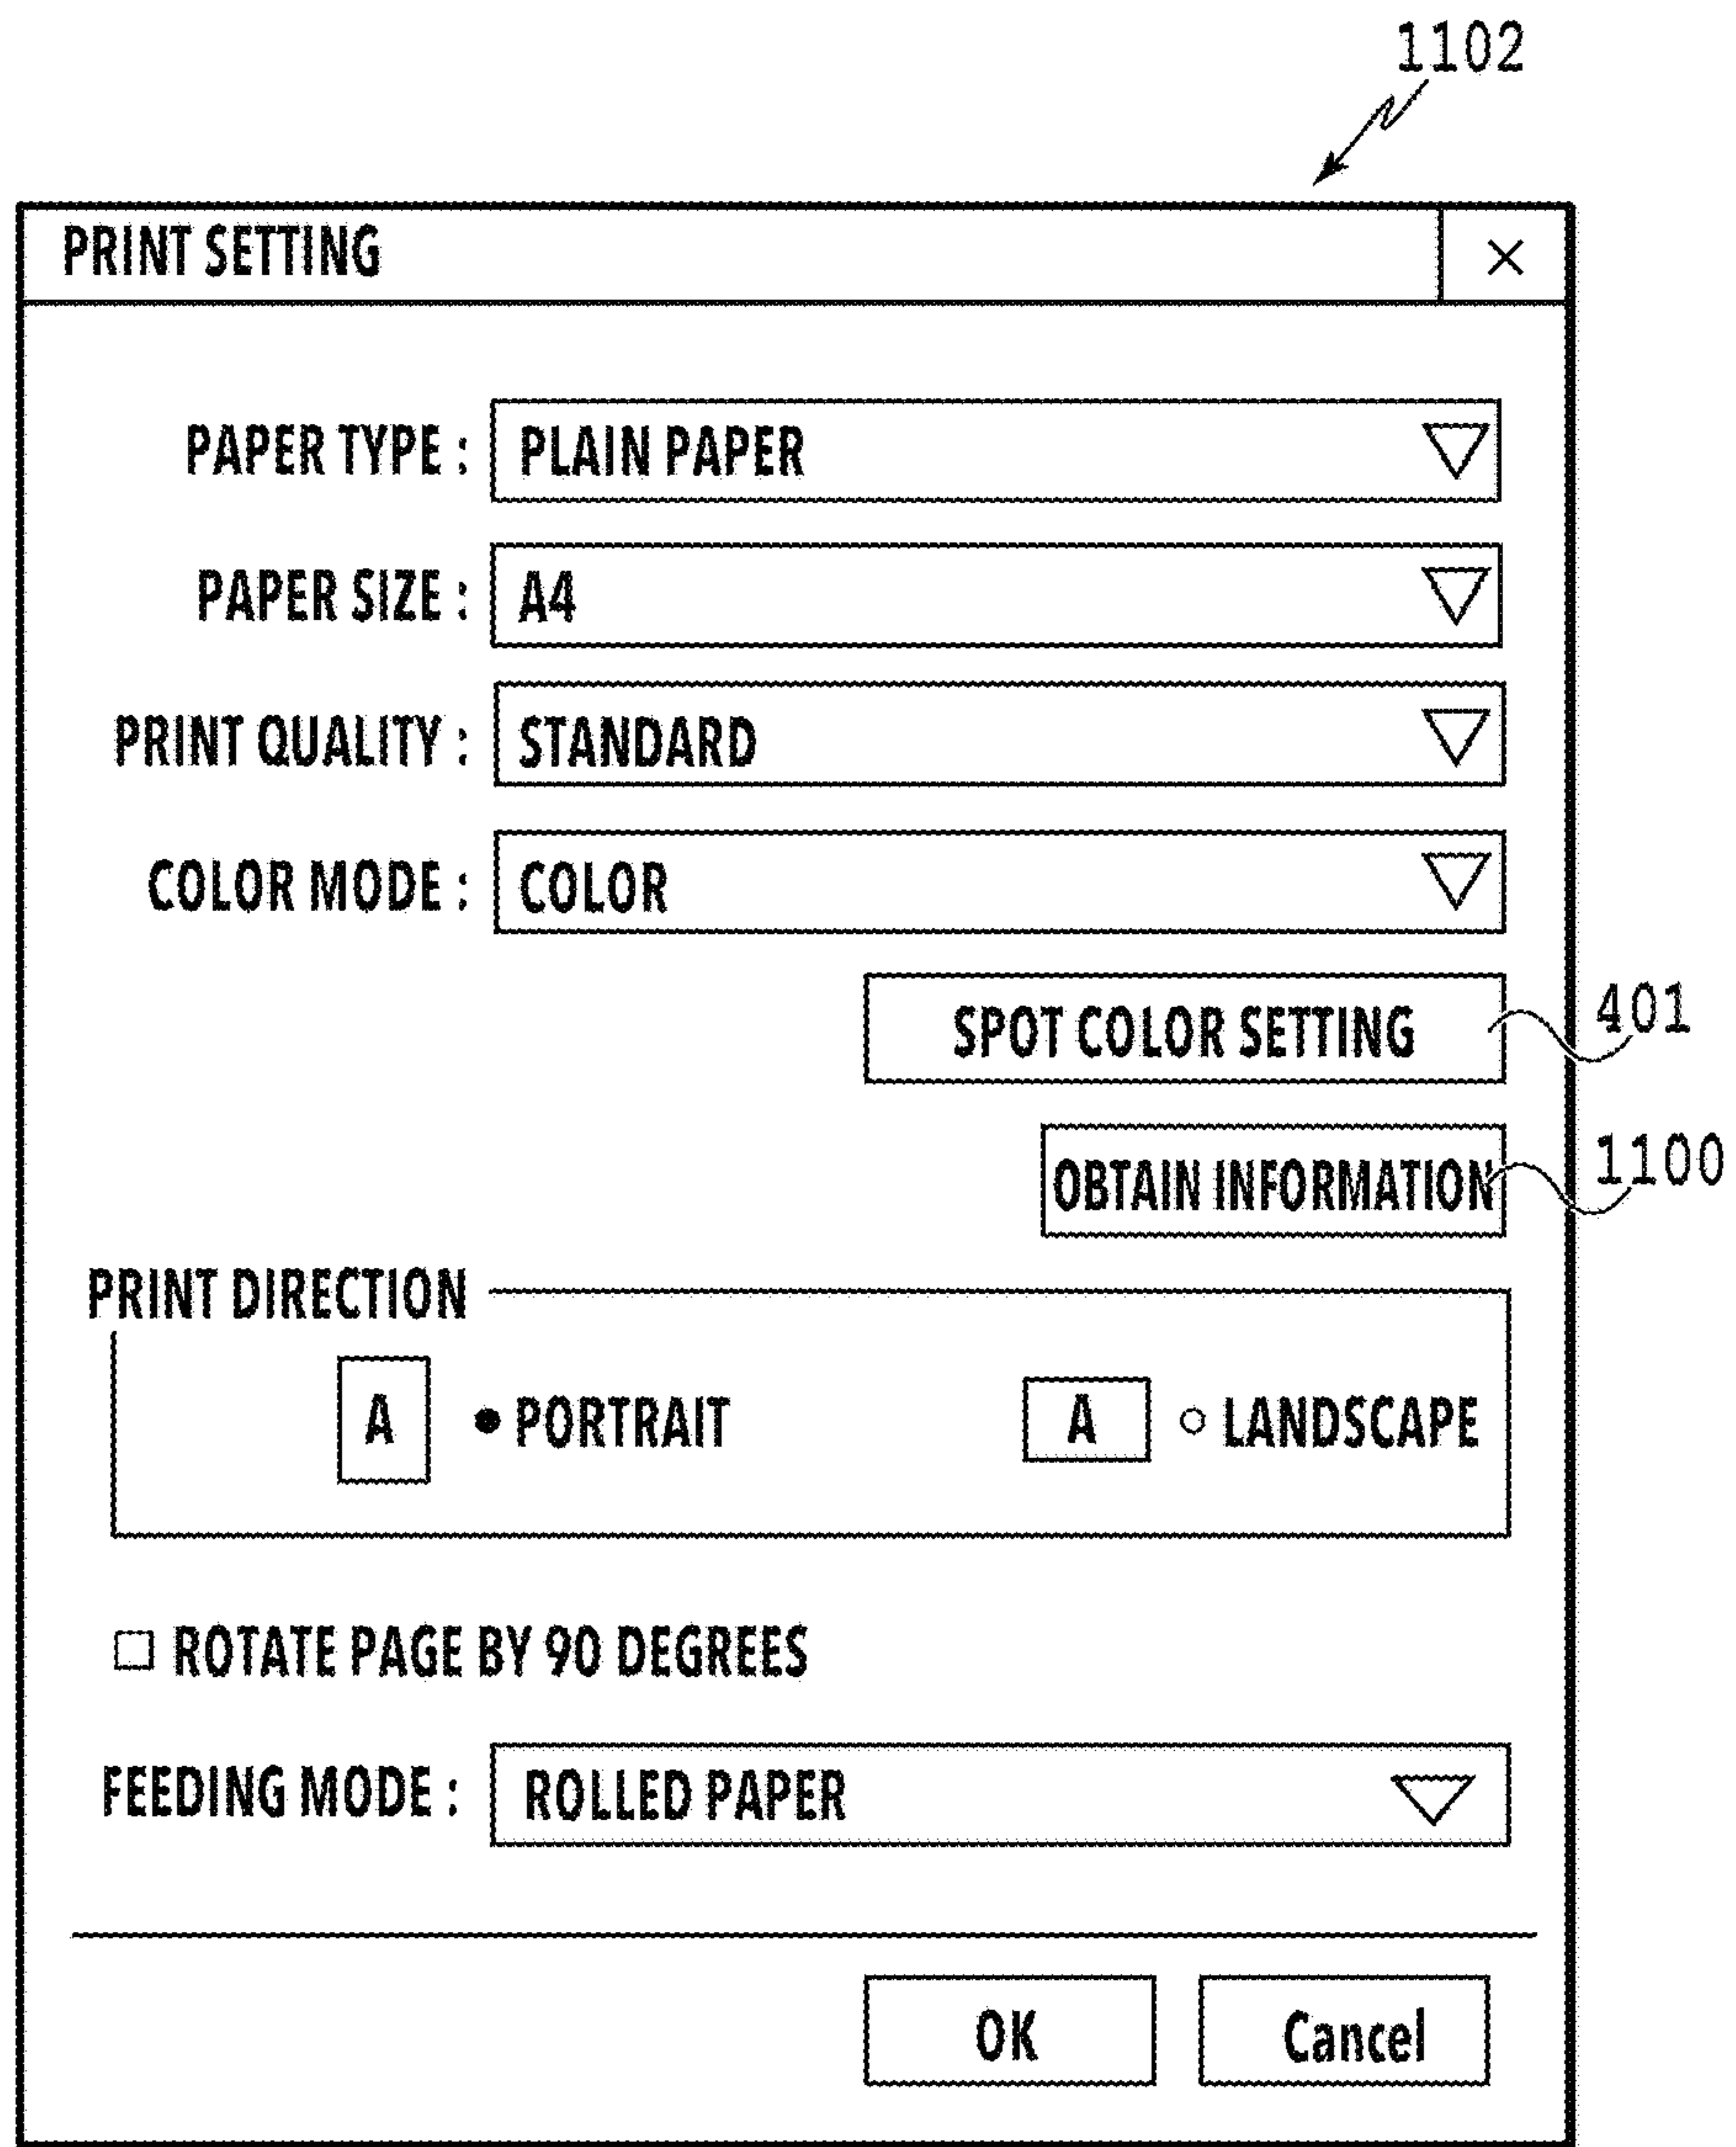 1102
PRINT SETTING ×
PAPER TYPE : PLAIN PAPER
PAPER SIZE : A4
PRINT QUALITY : STANDARD
COLOR MODE : COLOR
SPOT COLOR SETTING 401
OBTAIN INFORMATION 1100
PRINT DIRECTION
A PORTRAIT A LANDSCAPE
ROTATE PAGE BY 90 DEGREES
FEEDING MODE : ROLLED PAPER
OK Cancel